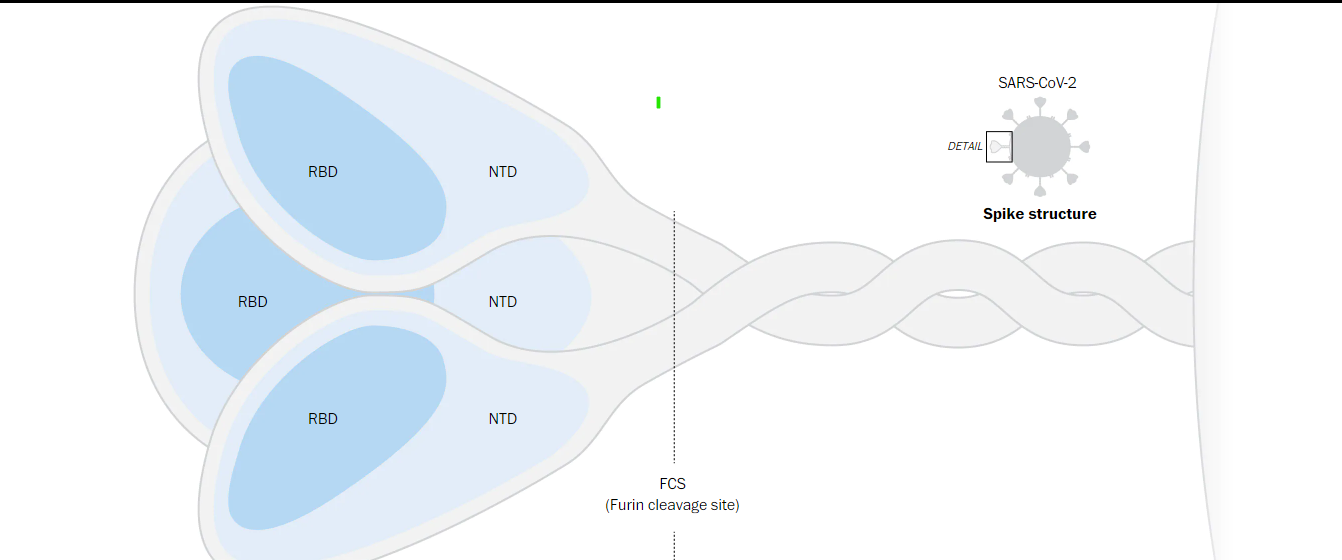 SARS-CoV-2
DETAIL
Spike structure
RBD
NTD
RBD
NTD
RBD
NTD
FCS
(Furin cleavage site)